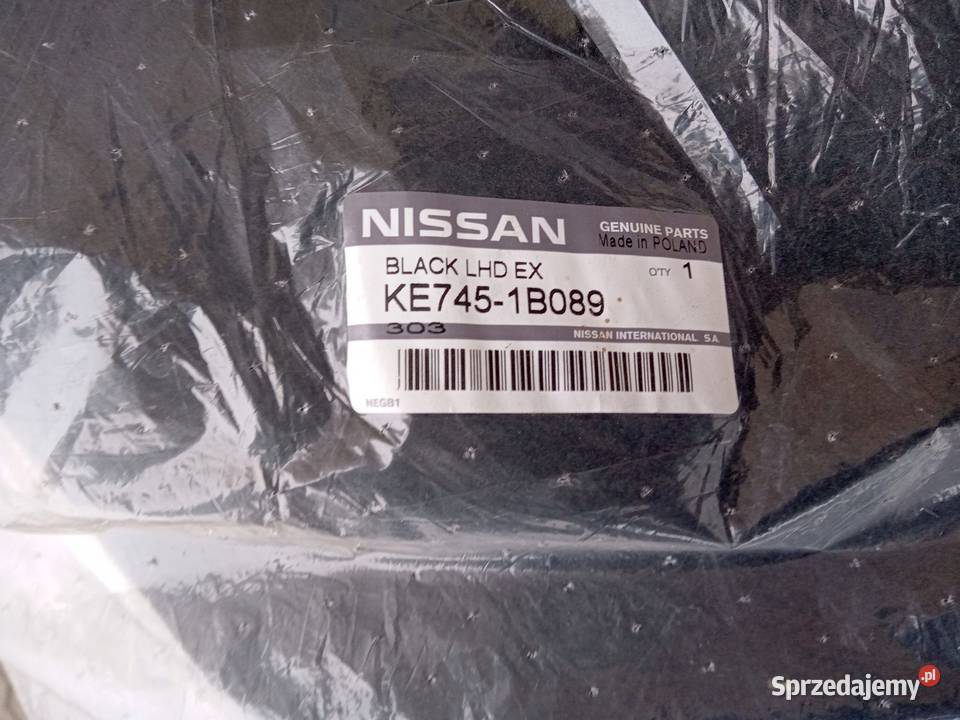 NISSAN
GENUINE PARTS
Made in POLAND
BLACK LHD EX
QTY 1
KE745-1B089
303
NISSAN INTERNATIONAL S.A.
NEGB1
Sprzedajemy.pl